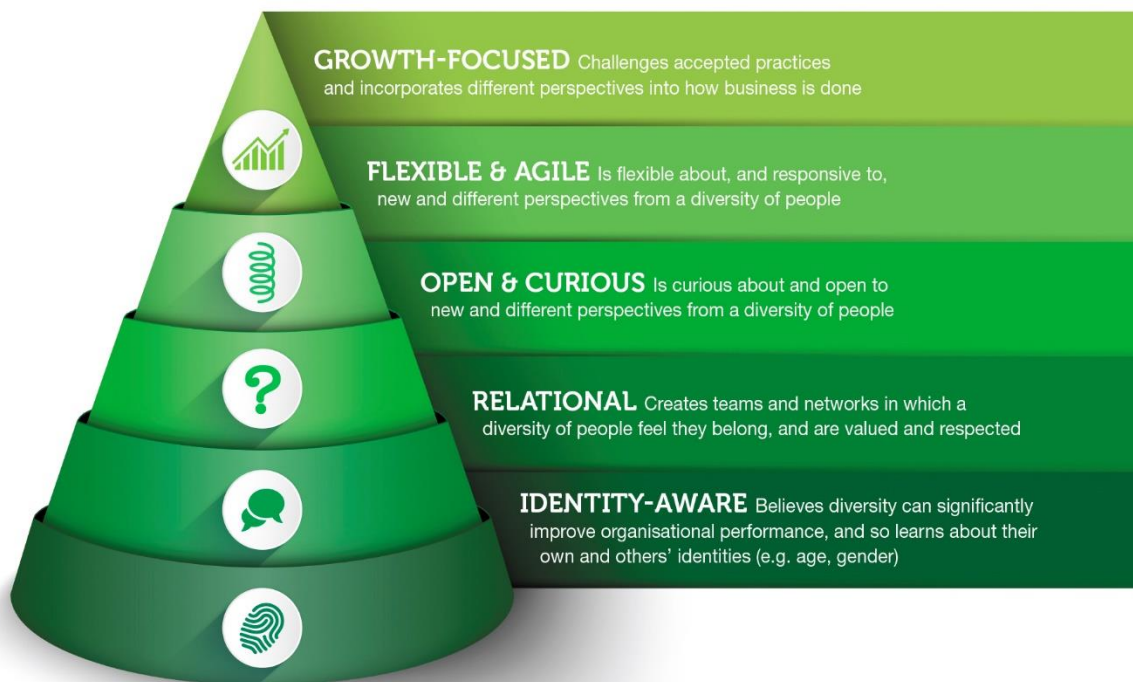 GROWTH-FOCUSED Challenges accepted practices
and incorporates different perspectives into how business is done
FLEXIBLE & AGILE Is flexible about, and responsive to,
new and different perspectives from a diversity of people
OPEN & CURIOUS Is curious about and open to
new and different perspectives from a diversity of people
?
RELATIONAL Creates teams and networks in which a
diversity of people feel they belong, and are valued and respected
IDENTITY-AWARE Believes diversity can significantly
improve organisational performance, and so learns about their
own and others’ identities (e.g. age, gender)